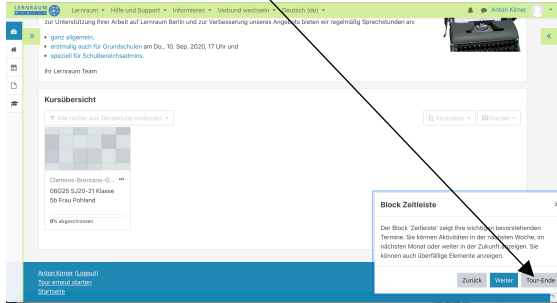 LERNRAUM BERLIN Lernraum Hilfe und Support Informieren Verbund wechseln Deutsch (de) Anton Kirner
zur Unterstützung Ihrer Arbeit auf Lernraum Berlin und zur Verbesserung unseres Angebots bieten wir regelmäßig Sprechstunden an:
ganz allgemein,
erstmalig auch für Grundschulen am Do., 10. Sep. 2020, 17 Uhr und
speziell für Schulbereichsadmins.
Ihr Lernraum Team
Kursübersicht
Alle (außer aus Darstellung entfernte) Kursname Kachel
Clemens-Brentano-G... •••
06G25 SJ20-21 Klasse
5b Frau Pohland
0% abgeschlossen
Block Zeitleiste
Der Block 'Zeitleiste' zeigt Ihre wichtigen bevorstehenden
Termine. Sie können Aktivitäten in der nächsten Woche, im
nächsten Monat oder weiter in der Zukunft anzeigen. Sie
können auch überfällige Elemente anzeigen.
Zurück Weiter Tour-Ende
Anton Kirner (Logout)
Tour erneut starten
Startseite